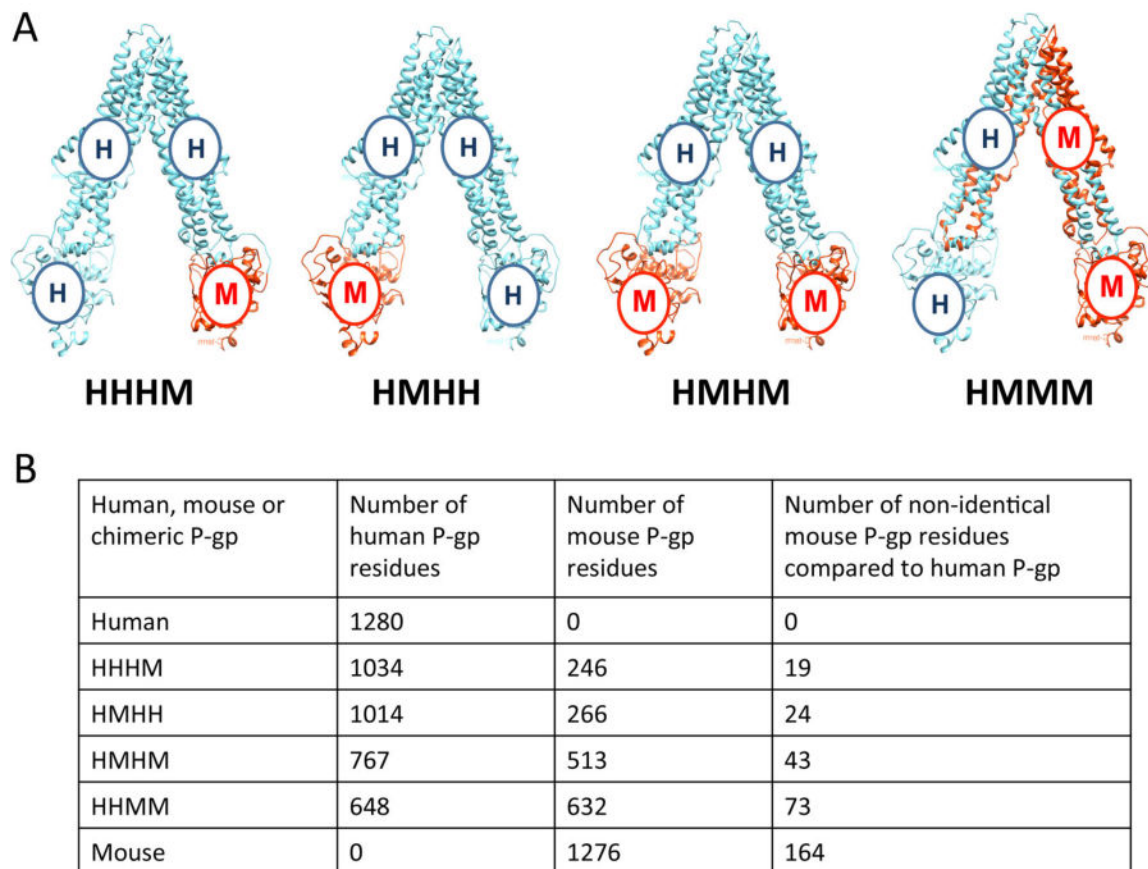 A
H H H H H H H M
H M M H M M H M
HHHM HMHH HMHM HMMM
B
Human, mouse or chimeric P-gp
Number of human P-gp residues
Number of mouse P-gp residues
Number of non-identical mouse P-gp residues compared to human P-gp
Human 1280 0 0
HHHM 1034 246 19
HMHH 1014 266 24
HMHM 767 513 43
HHMM 648 632 73
Mouse 0 1276 164